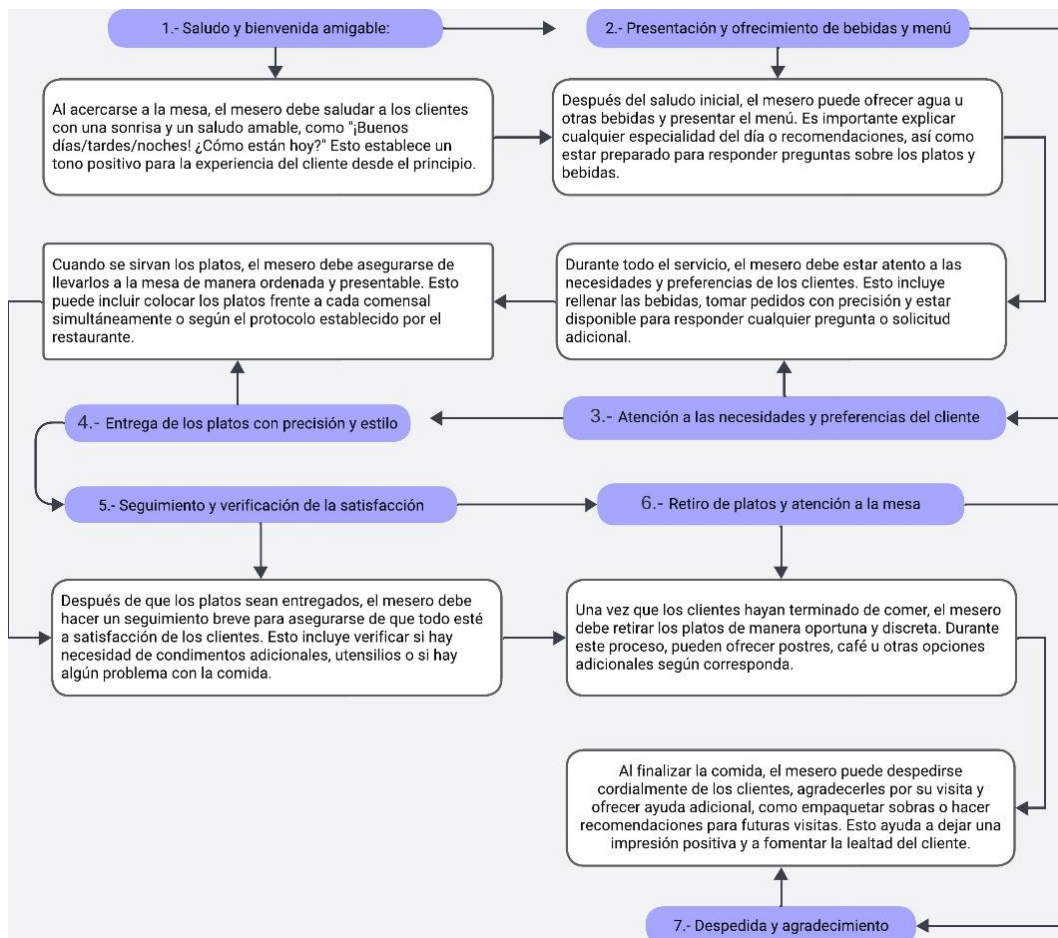 1.- Saludo y bienvenida amigable:
Al acercarse a la mesa, el mesero debe saludar a los clientes
con una sonrisa y un saludo amable, como "¡Buenos
días/tardes/noches! ¿Cómo están hoy?" Esto establece un
tono positivo para la experiencia del cliente desde el principio.
2.- Presentación y ofrecimiento de bebidas y menú
Después del saludo inicial, el mesero puede ofrecer agua u
otras bebidas y presentar el menú. Es importante explicar
cualquier especialidad del día o recomendaciones, así como
estar preparado para responder preguntas sobre los platos y
bebidas.
3.- Atención a las necesidades y preferencias del cliente
Durante todo el servicio, el mesero debe estar atento a las
necesidades y preferencias de los clientes. Esto incluye
rellenar las bebidas, tomar pedidos con precisión y estar
disponible para responder cualquier pregunta o solicitud
adicional.
4.- Entrega de los platos con precisión y estilo
Cuando se sirvan los platos, el mesero debe asegurarse de
llevarlos a la mesa de manera ordenada y presentable. Esto
puede incluir colocar los platos frente a cada comensal
simultáneamente o según el protocolo establecido por el
restaurante.
5.- Seguimiento y verificación de la satisfacción
Después de que los platos sean entregados, el mesero debe
hacer un seguimiento breve para asegurarse de que todo esté
a satisfacción de los clientes. Esto incluye verificar si hay
necesidad de condimentos adicionales, utensilios o si hay
algún problema con la comida.
6.- Retiro de platos y atención a la mesa
Una vez que los clientes hayan terminado de comer, el mesero
debe retirar los platos de manera oportuna y discreta. Durante
este proceso, pueden ofrecer postres, café u otras opciones
adicionales según corresponda.
7.- Despedida y agradecimiento
Al finalizar la comida, el mesero puede despedirse
cordialmente de los clientes, agradecerles por su visita y
ofrecer ayuda adicional, como empaquetar sobras o hacer
recomendaciones para futuras visitas. Esto ayuda a dejar una
impresión positiva y a fomentar la lealtad del cliente.